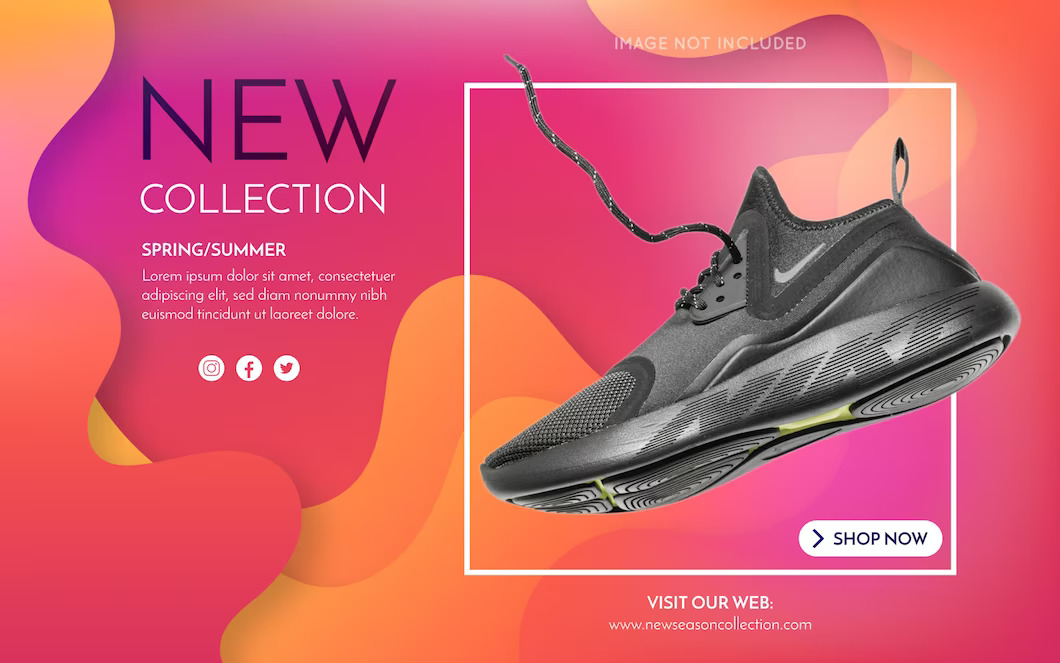 IMAGE NOT INCLUDED
NEW
COLLECTION
SPRING/SUMMER
Lorem ipsum dolor sit amet, consectetuer
adipiscing elit, sed diam nonummy nibh
euismod tincidunt ut laoreet dolore.
SHOP NOW
VISIT OUR WEB:
www.newseasoncollection.com